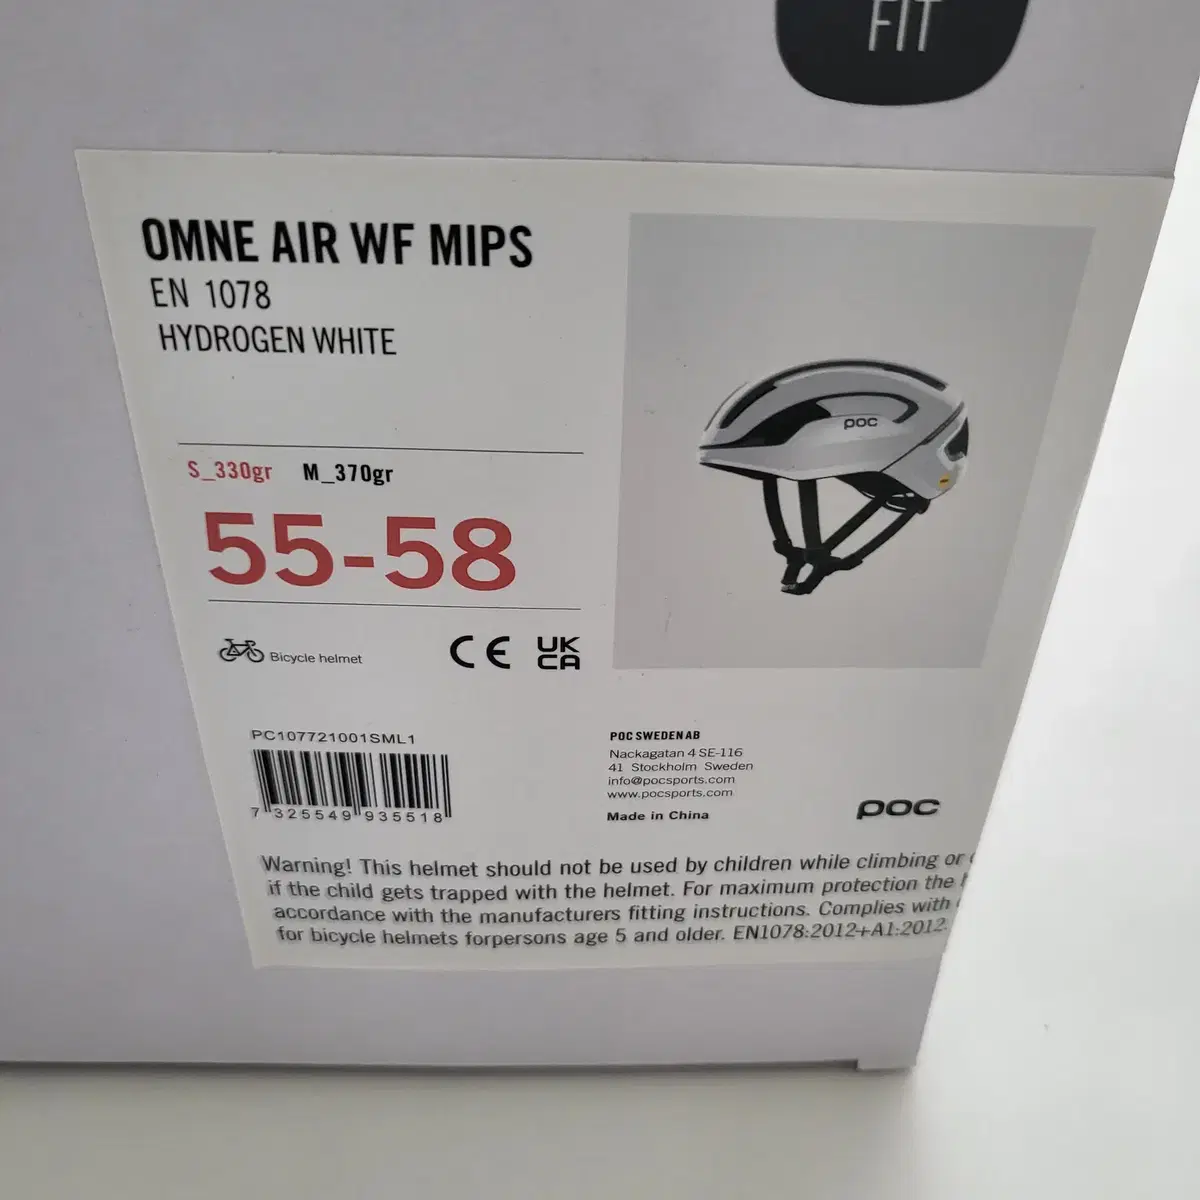 FIT
OMNE AIR WF MIPS
EN 1078
HYDROGEN WHITE
S_330gr M_370gr
55-58
Bicycle helmet
CE UK CA
poc
PC107721001SML1
7 325549 935518
POC SWEDEN AB
Nackagatan 4 SE-116
41 Stockholm Sweden
info@pocsports.com
www.pocsports.com
Made in China
poc
Warning! This helmet should not be used by children while climbing or
if the child gets trapped with the helmet. For maximum protection the
accordance with the manufacturers fitting instructions. Complies with
for bicycle helmets forpersons age 5 and older. EN1078:2012+A1:2012.